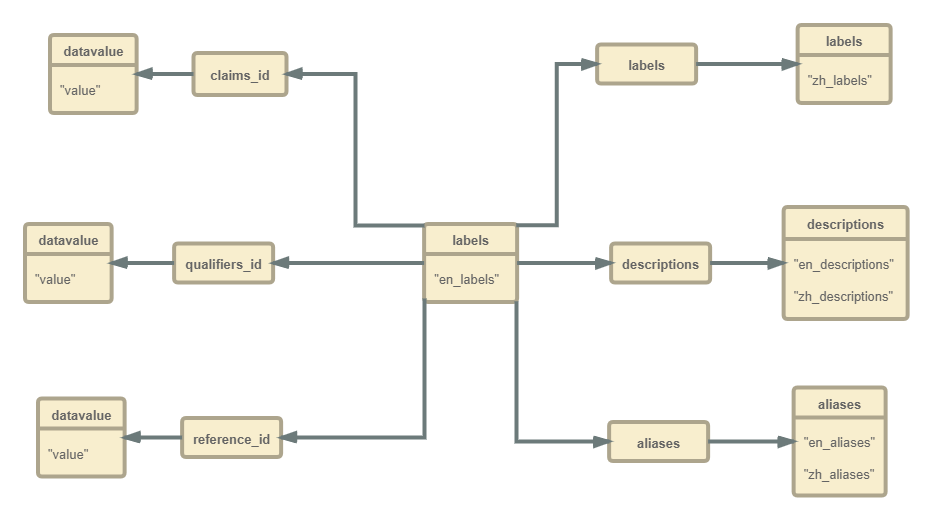 datavalue
"value"
claims_id
labels
labels
"zh_labels"
datavalue
"value"
qualifiers_id
labels
"en_labels"
descriptions
descriptions
"en_descriptions"
"zh_descriptions"
datavalue
"value"
reference_id
aliases
aliases
"en_aliases"
"zh_aliases"